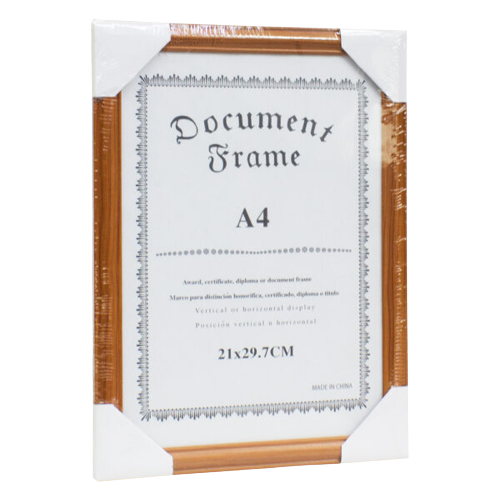 Document
Frame
A4
Award, certificate, diploma or document frame
Marco para distinción honorífica, certificado, diploma o título
Vertical or horizontal display
Posición vertical u horizontal
21x29.7CM
MADE IN CHINA